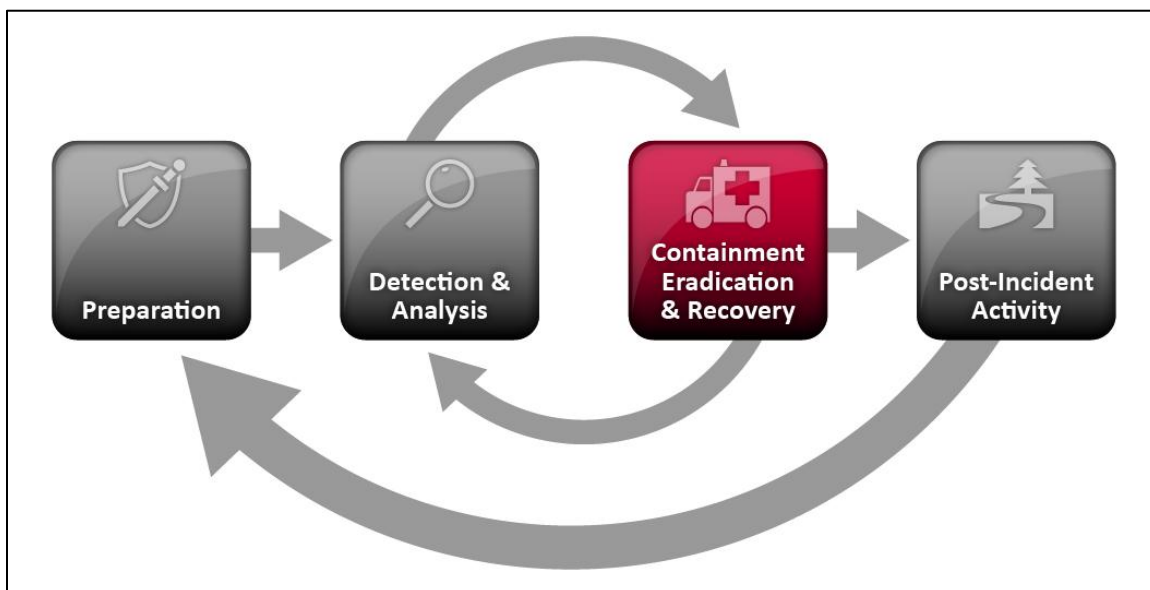 Preparation
Detection &
Analysis
Containment
Eradication
& Recovery
Post-Incident
Activity